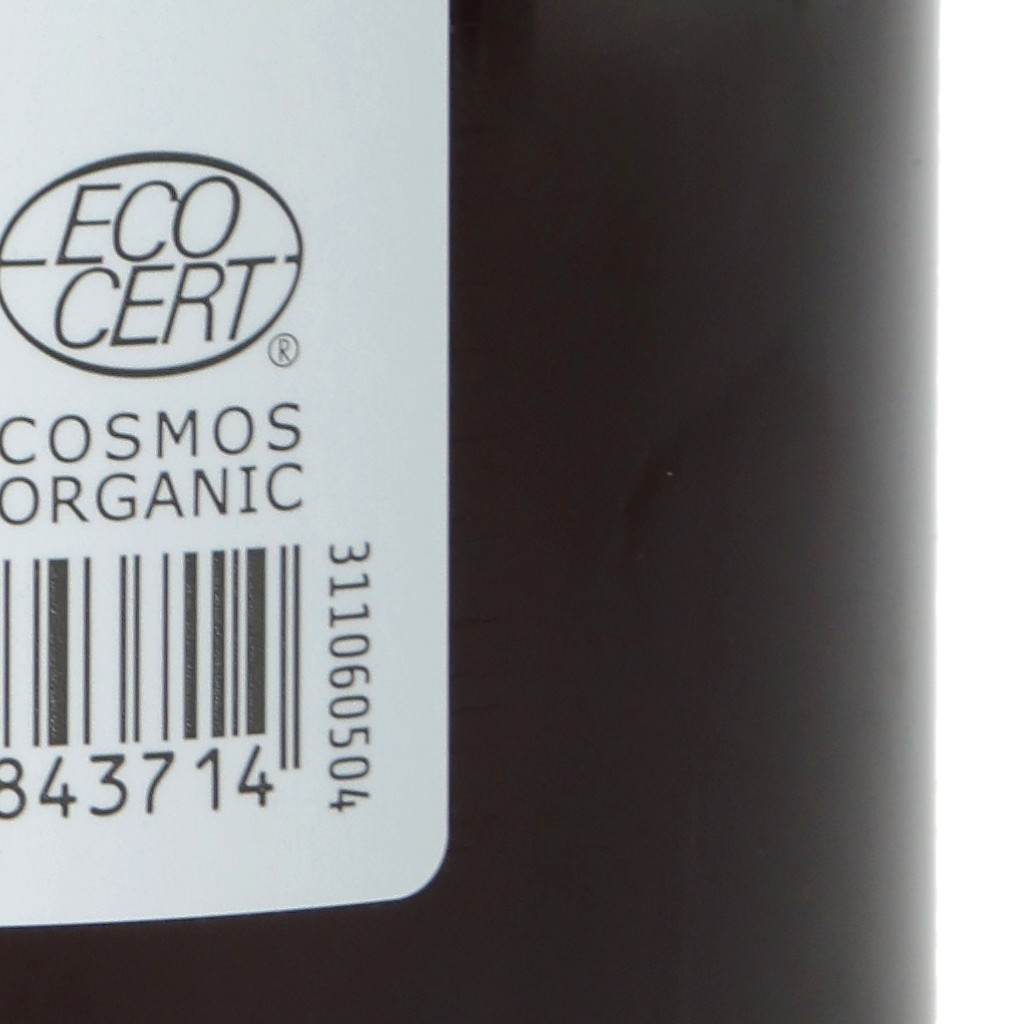 ECO
CERT
®
COSMOS
ORGANIC
843714
311060504